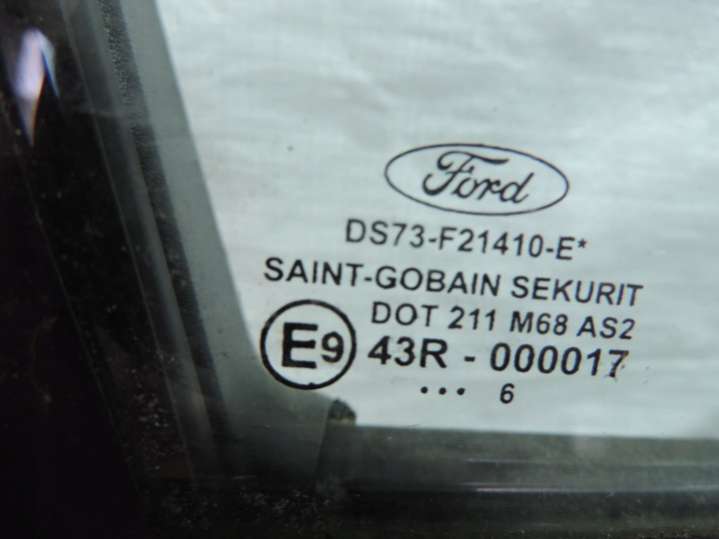 Ford
DS73-F21410-E*
SAINT-GOBAIN SEKURIT
DOT 211 M68 AS2
E9 43R - 000017
... 6